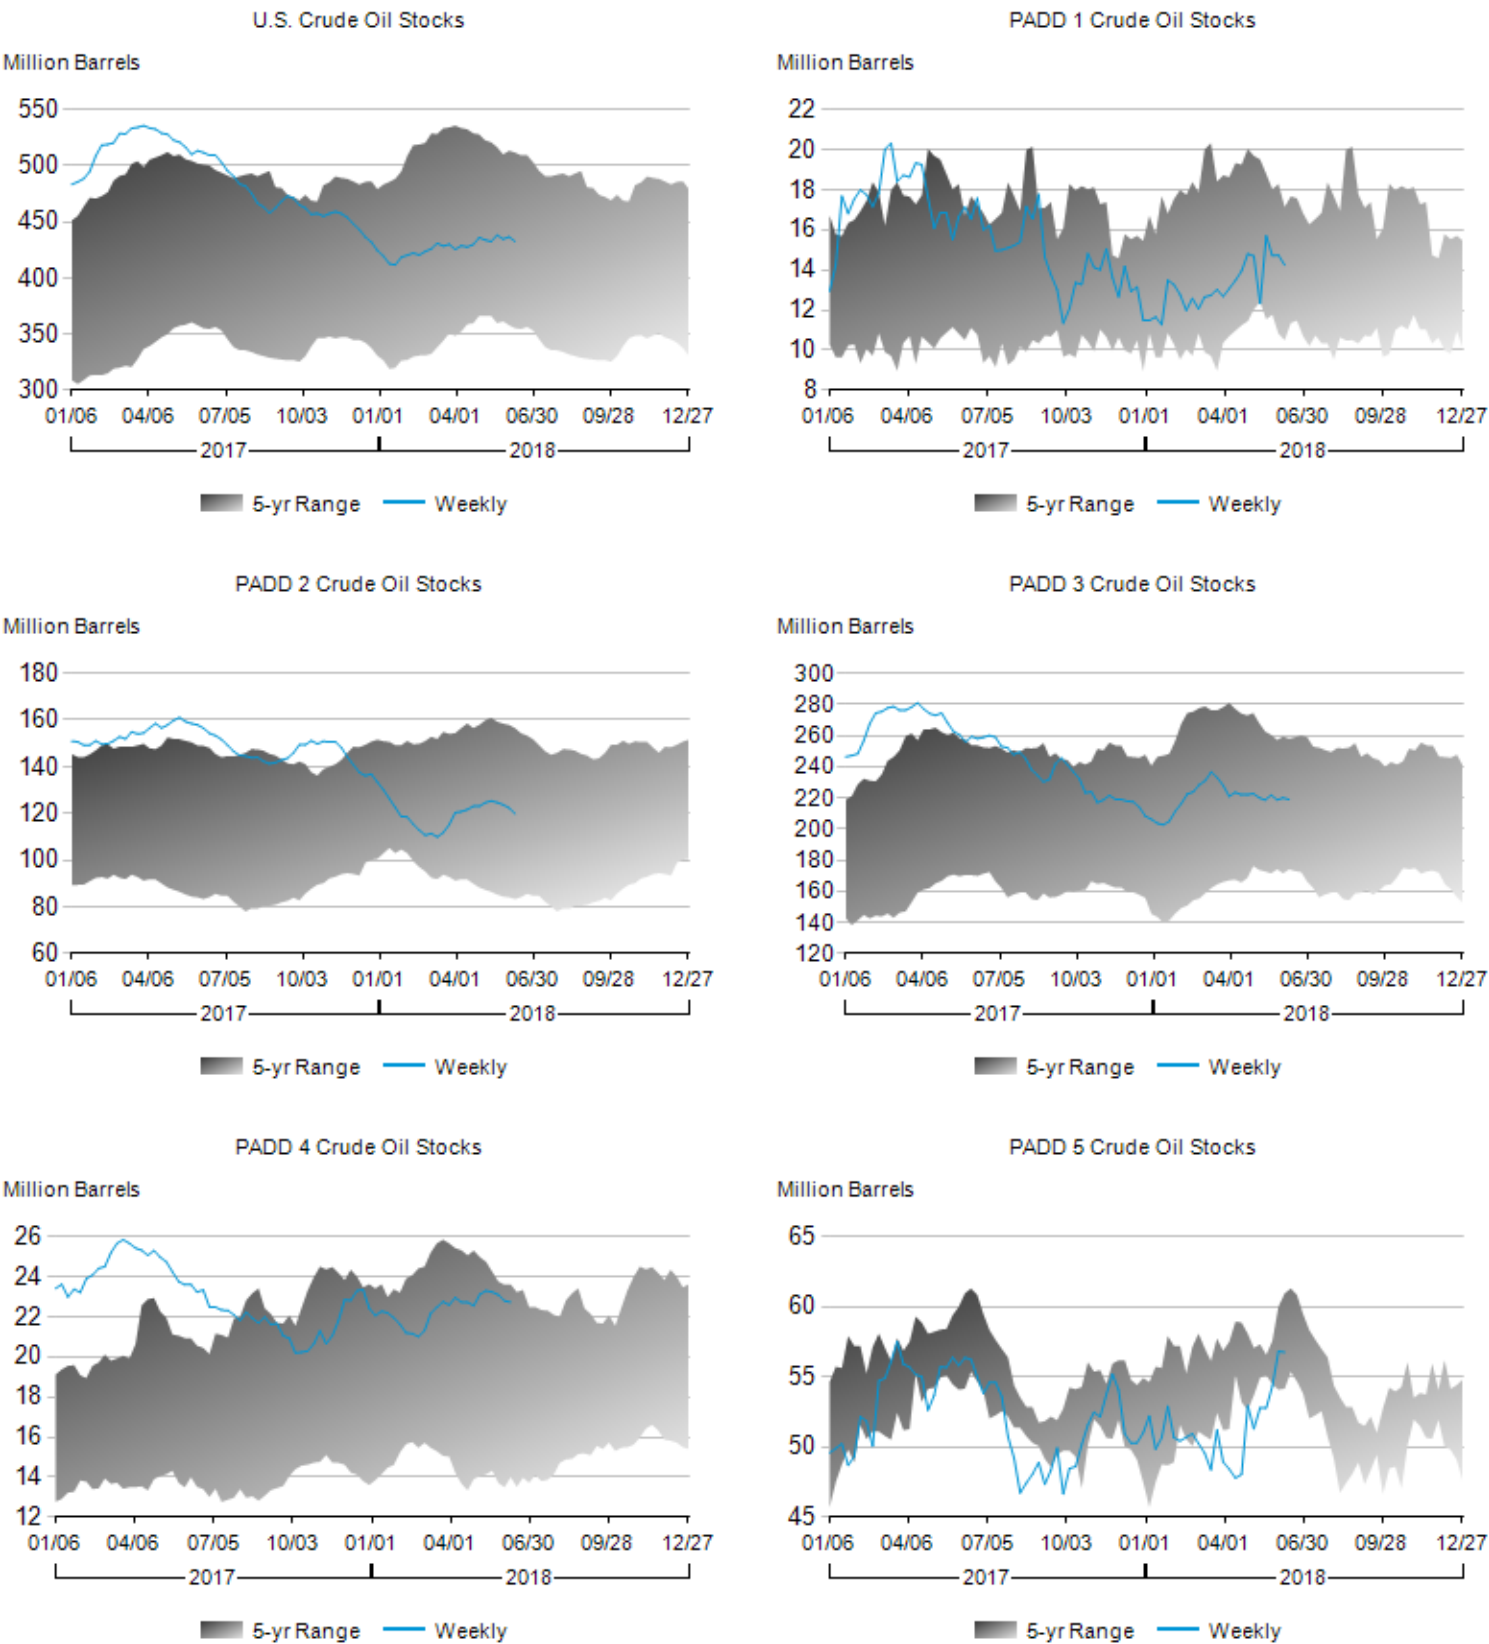 U.S. Crude Oil Stocks
Million Barrels
550
500
450
400
350
300
01/06 04/06 07/05 10/03 01/01 04/01 06/30 09/28 12/27
2017 2018
5-yr Range Weekly
PADD 1 Crude Oil Stocks
Million Barrels
22
20
18
16
14
12
10
8
01/06 04/06 07/05 10/03 01/01 04/01 06/30 09/28 12/27
2017 2018
5-yr Range Weekly
PADD 2 Crude Oil Stocks
Million Barrels
180
160
140
120
100
80
60
01/06 04/06 07/05 10/03 01/01 04/01 06/30 09/28 12/27
2017 2018
5-yr Range Weekly
PADD 3 Crude Oil Stocks
Million Barrels
300
280
260
240
220
200
180
160
140
120
01/06 04/06 07/05 10/03 01/01 04/01 06/30 09/28 12/27
2017 2018
5-yr Range Weekly
PADD 4 Crude Oil Stocks
Million Barrels
26
24
22
20
18
16
14
12
01/06 04/06 07/05 10/03 01/01 04/01 06/30 09/28 12/27
2017 2018
5-yr Range Weekly
PADD 5 Crude Oil Stocks
Million Barrels
65
60
55
50
45
01/06 04/06 07/05 10/03 01/01 04/01 06/30 09/28 12/27
2017 2018
5-yr Range Weekly